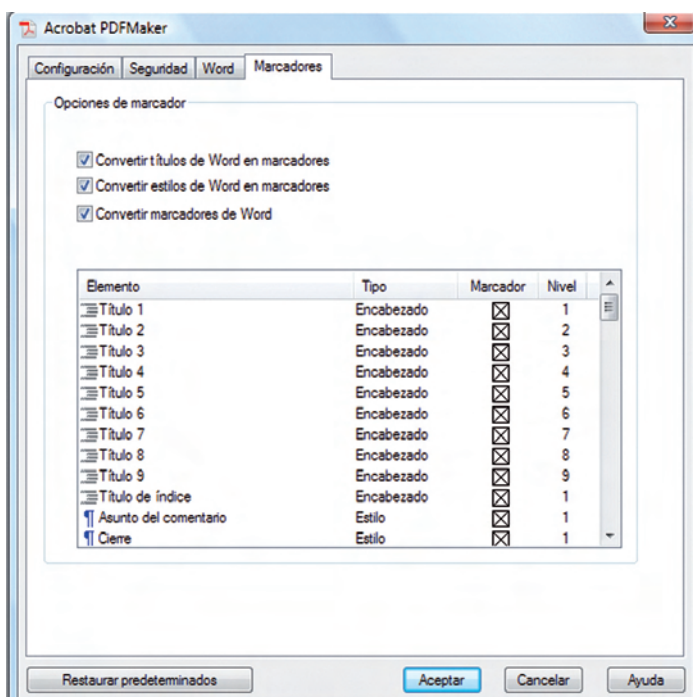 Acrobat PDFMaker
Configuración Seguridad Word Marcadores
Opciones de marcador
Convertir títulos de Word en marcadores
Convertir estilos de Word en marcadores
Convertir marcadores de Word
Elemento Tipo Marcador Nivel
Título 1 Encabezado 1
Título 2 Encabezado 2
Título 3 Encabezado 3
Título 4 Encabezado 4
Título 5 Encabezado 5
Título 6 Encabezado 6
Título 7 Encabezado 7
Título 8 Encabezado 8
Título 9 Encabezado 9
Título de índice Encabezado 1
¶ Asunto del comentario Estilo 1
¶ Cierre Estilo 1
Restaurar predeterminados Aceptar Cancelar Ayuda